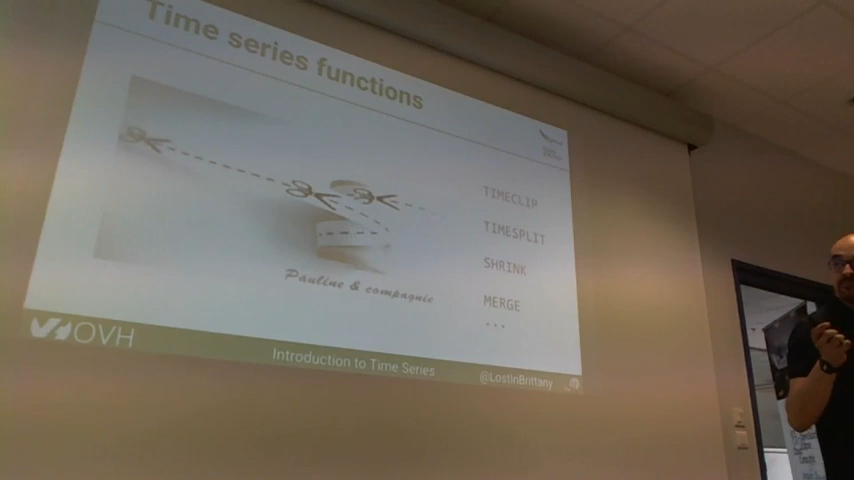 Time series functions
TIMECLIP
TIMESPLIT
SHRINK
MERGE
...
Pauline & compagnie
OVH
Introduction to Time Series
@LostInBrittany